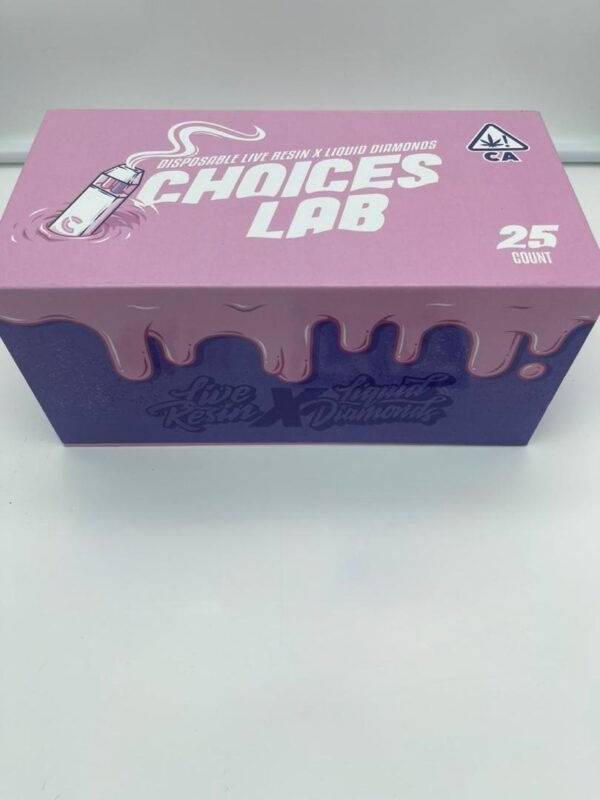 DISPOSABLE LIVE RESIN X LIQUID DIAMONDS
CHOICES
LAB
CA
25
COUNT
Live
Resin
X
Liquid
Diamonds